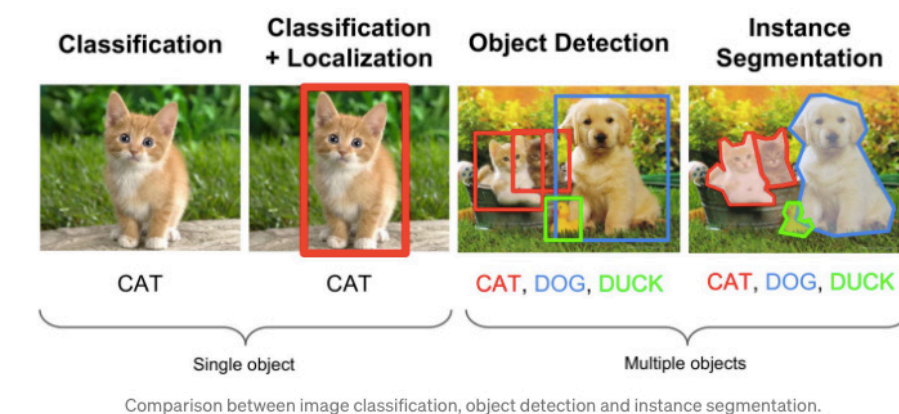 Classification
Classification
+ Localization
Object Detection
Instance
Segmentation
CAT
CAT
CAT, DOG, DUCK
CAT, DOG, DUCK
Single object
Multiple objects
Comparison between image classification, object detection and instance segmentation.